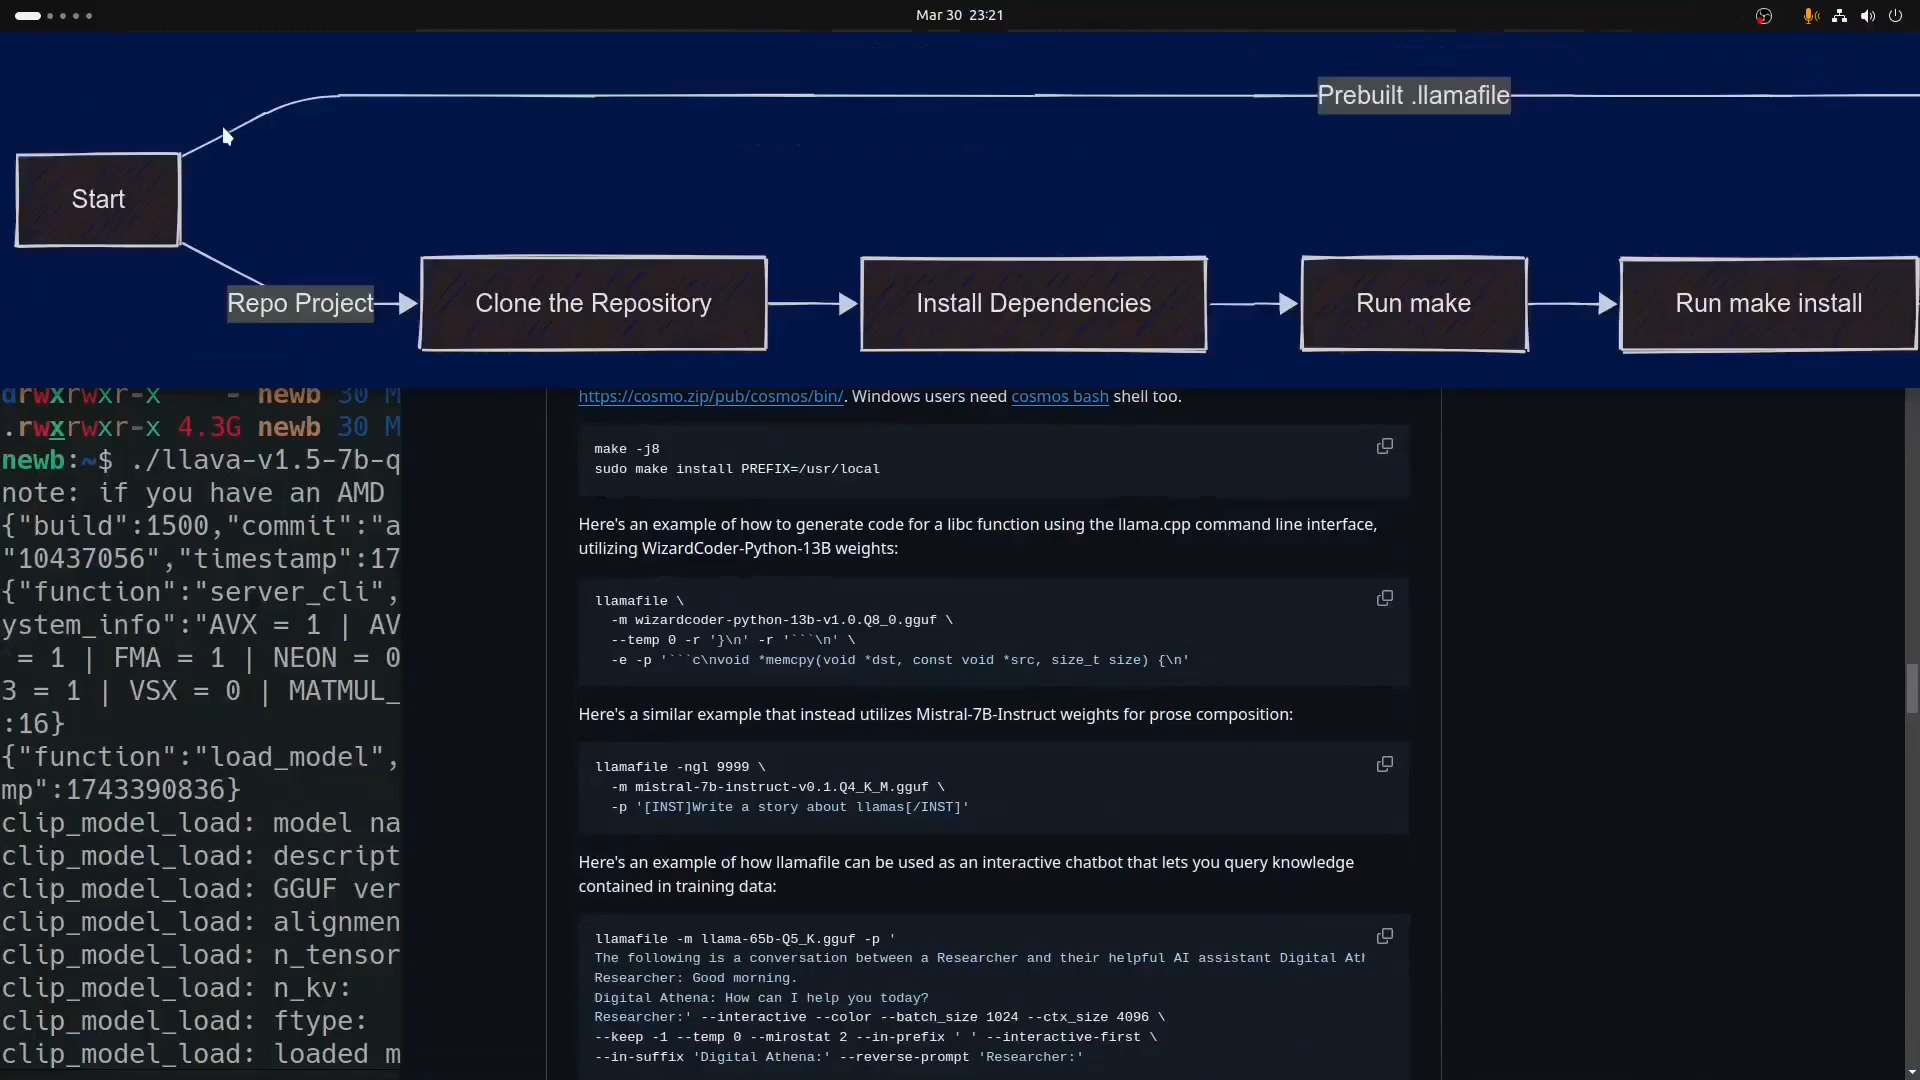 Mar 30 23:21
Prebuilt .llamafile
Start
Repo Project
Clone the Repository
Install Dependencies
Run make
Run make install
drwxrwxr-x - newb 30 M
.rwxrwxr-x 4.3G newb 30 M
newb:~$ ./llava-v1.5-7b-q
note: if you have an AMD
{"build":1500,"commit":"a
"10437056","timestamp":17
{"function":"server_cli",
ystem_info":"AVX = 1 | AV
= 1 | FMA = 1 | NEON = 0
3 = 1 | VSX = 0 | MATMUL_
:16}
{"function":"load_model",
mp":1743390836}
clip_model_load: model na
clip_model_load: descript
clip_model_load: GGUF ver
clip_model_load: alignmen
clip_model_load: n_tensor
clip_model_load: n_kv:
clip_model_load: ftype:
clip_model_load: loaded m
https://cosmo.zip/pub/cosmos/bin/. Windows users need cosmos bash shell too.
make -j8
sudo make install PREFIX=/usr/local
Here's an example of how to generate code for a libc function using the llama.cpp command line interface,
utilizing WizardCoder-Python-13B weights:
llamafile \
-m wizardcoder-python-13b-v1.0.Q8_0.gguf \
--temp 0 -r '}\n' -r '```\n' \
-e -p '```c\nvoid *memcpy(void *dst, const void *src, size_t size) {\n'
Here's a similar example that instead utilizes Mistral-7B-Instruct weights for prose composition:
llamafile -ngl 9999 \
-m mistral-7b-instruct-v0.1.Q4_K_M.gguf \
-p '[INST]Write a story about llamas[/INST]'
Here's an example of how llamafile can be used as an interactive chatbot that lets you query knowledge
contained in training data:
llamafile -m llama-65b-Q5_K.gguf -p '
The following is a conversation between a Researcher and their helpful AI assistant Digital Ath
Researcher: Good morning.
Digital Athena: How can I help you today?
Researcher:' --interactive --color --batch_size 1024 --ctx_size 4096 \
--keep -1 --temp 0 --mirostat 2 --in-prefix ' ' --interactive-first \
--in-suffix 'Digital Athena:' --reverse-prompt 'Researcher:'